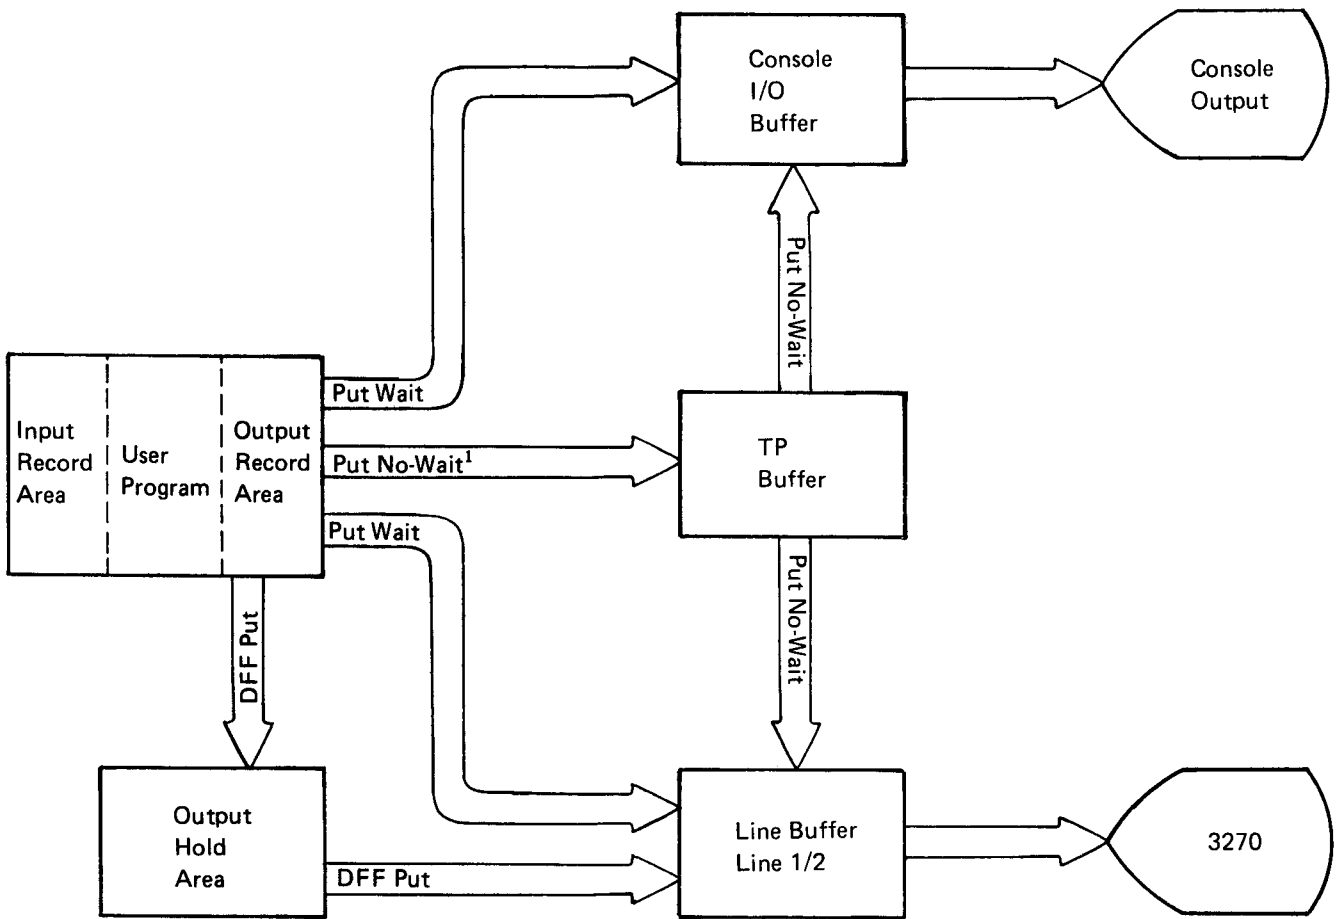 Console
I/O
Buffer
Console
Output
Put No-Wait
Put Wait
Input
Record
Area
User
Program
Output
Record
Area
Put No-Wait¹
TP
Buffer
Put Wait
DFF Put
Put No-Wait
Output
Hold
Area
DFF Put
Line Buffer
Line 1/2
3270